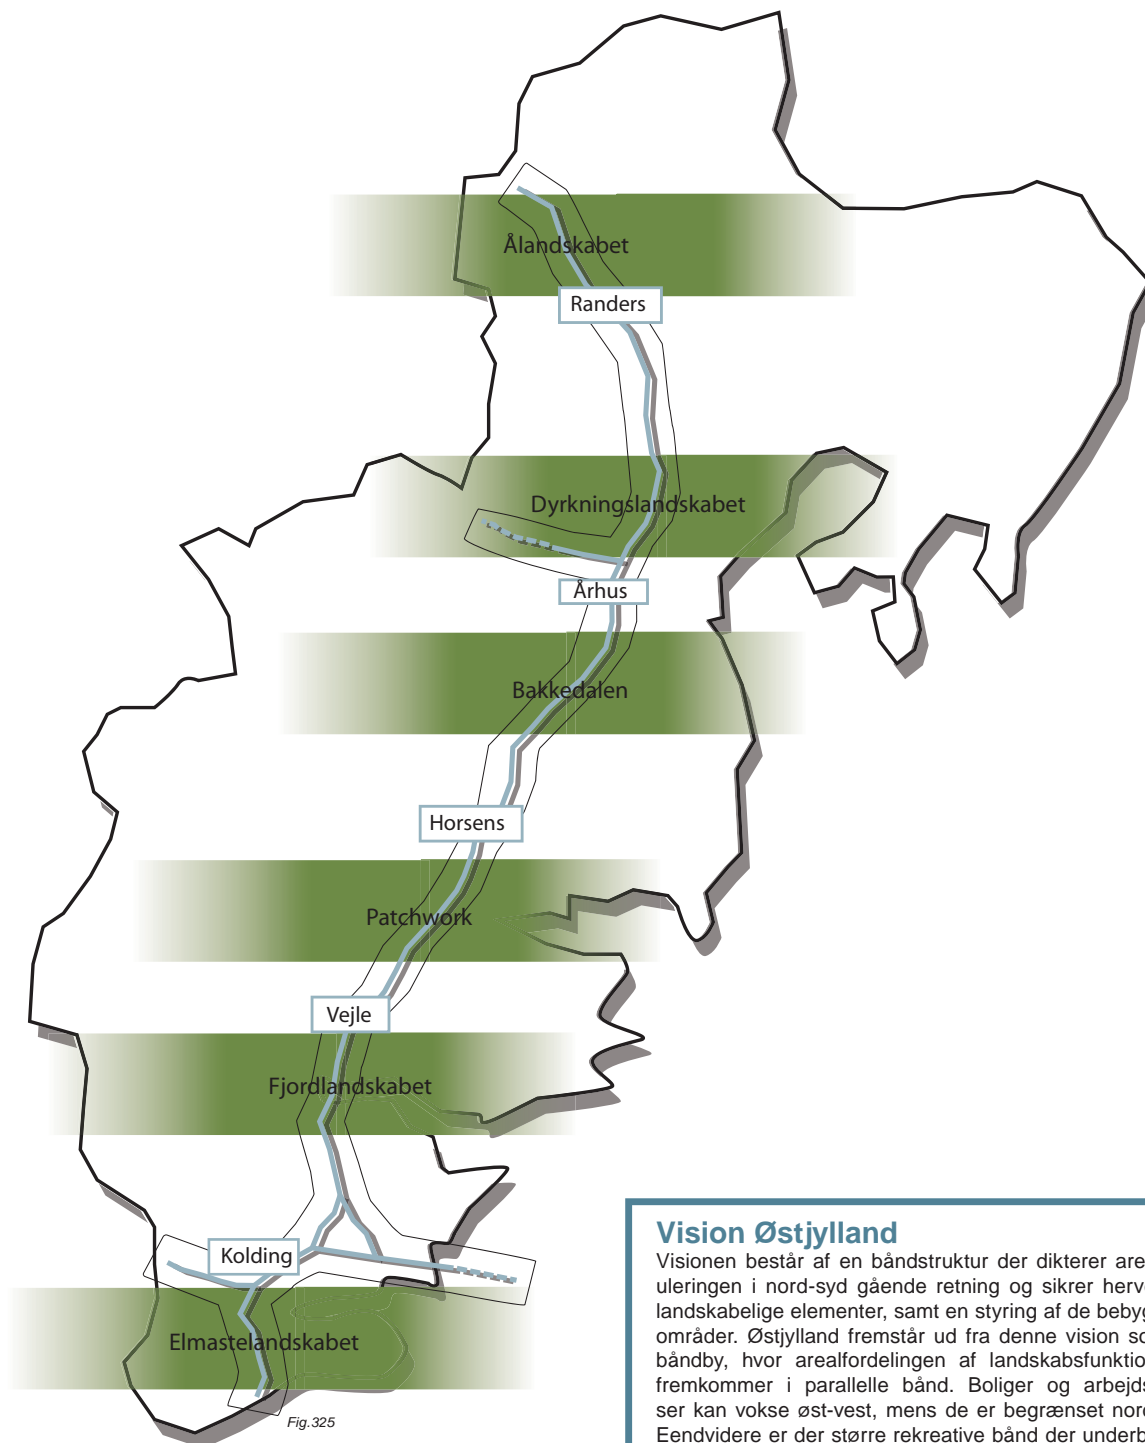 Ålandskabet
Randers
Dyrkningslandskabet
Århus
Bakkedalen
Horsens
Patchwork
Vejle
Fjordlandskabet
Kolding
Elmastelandskabet
Fig.325
Vision Østjylland
Visionen består af en båndstruktur der dikterer are
uleringen i nord-syd gående retning og sikrer herv
landskabelige elementer, samt en styring af de beby
områder. Østjylland fremstår ud fra denne vision so
båndby, hvor arealfordelingen af landskabsfunktio
fremkommer i parallelle bånd. Boliger og arbejds
ser kan vokse øst-vest, mens de er begrænset nor
Eendvidere er der større rekreative bånd der underb